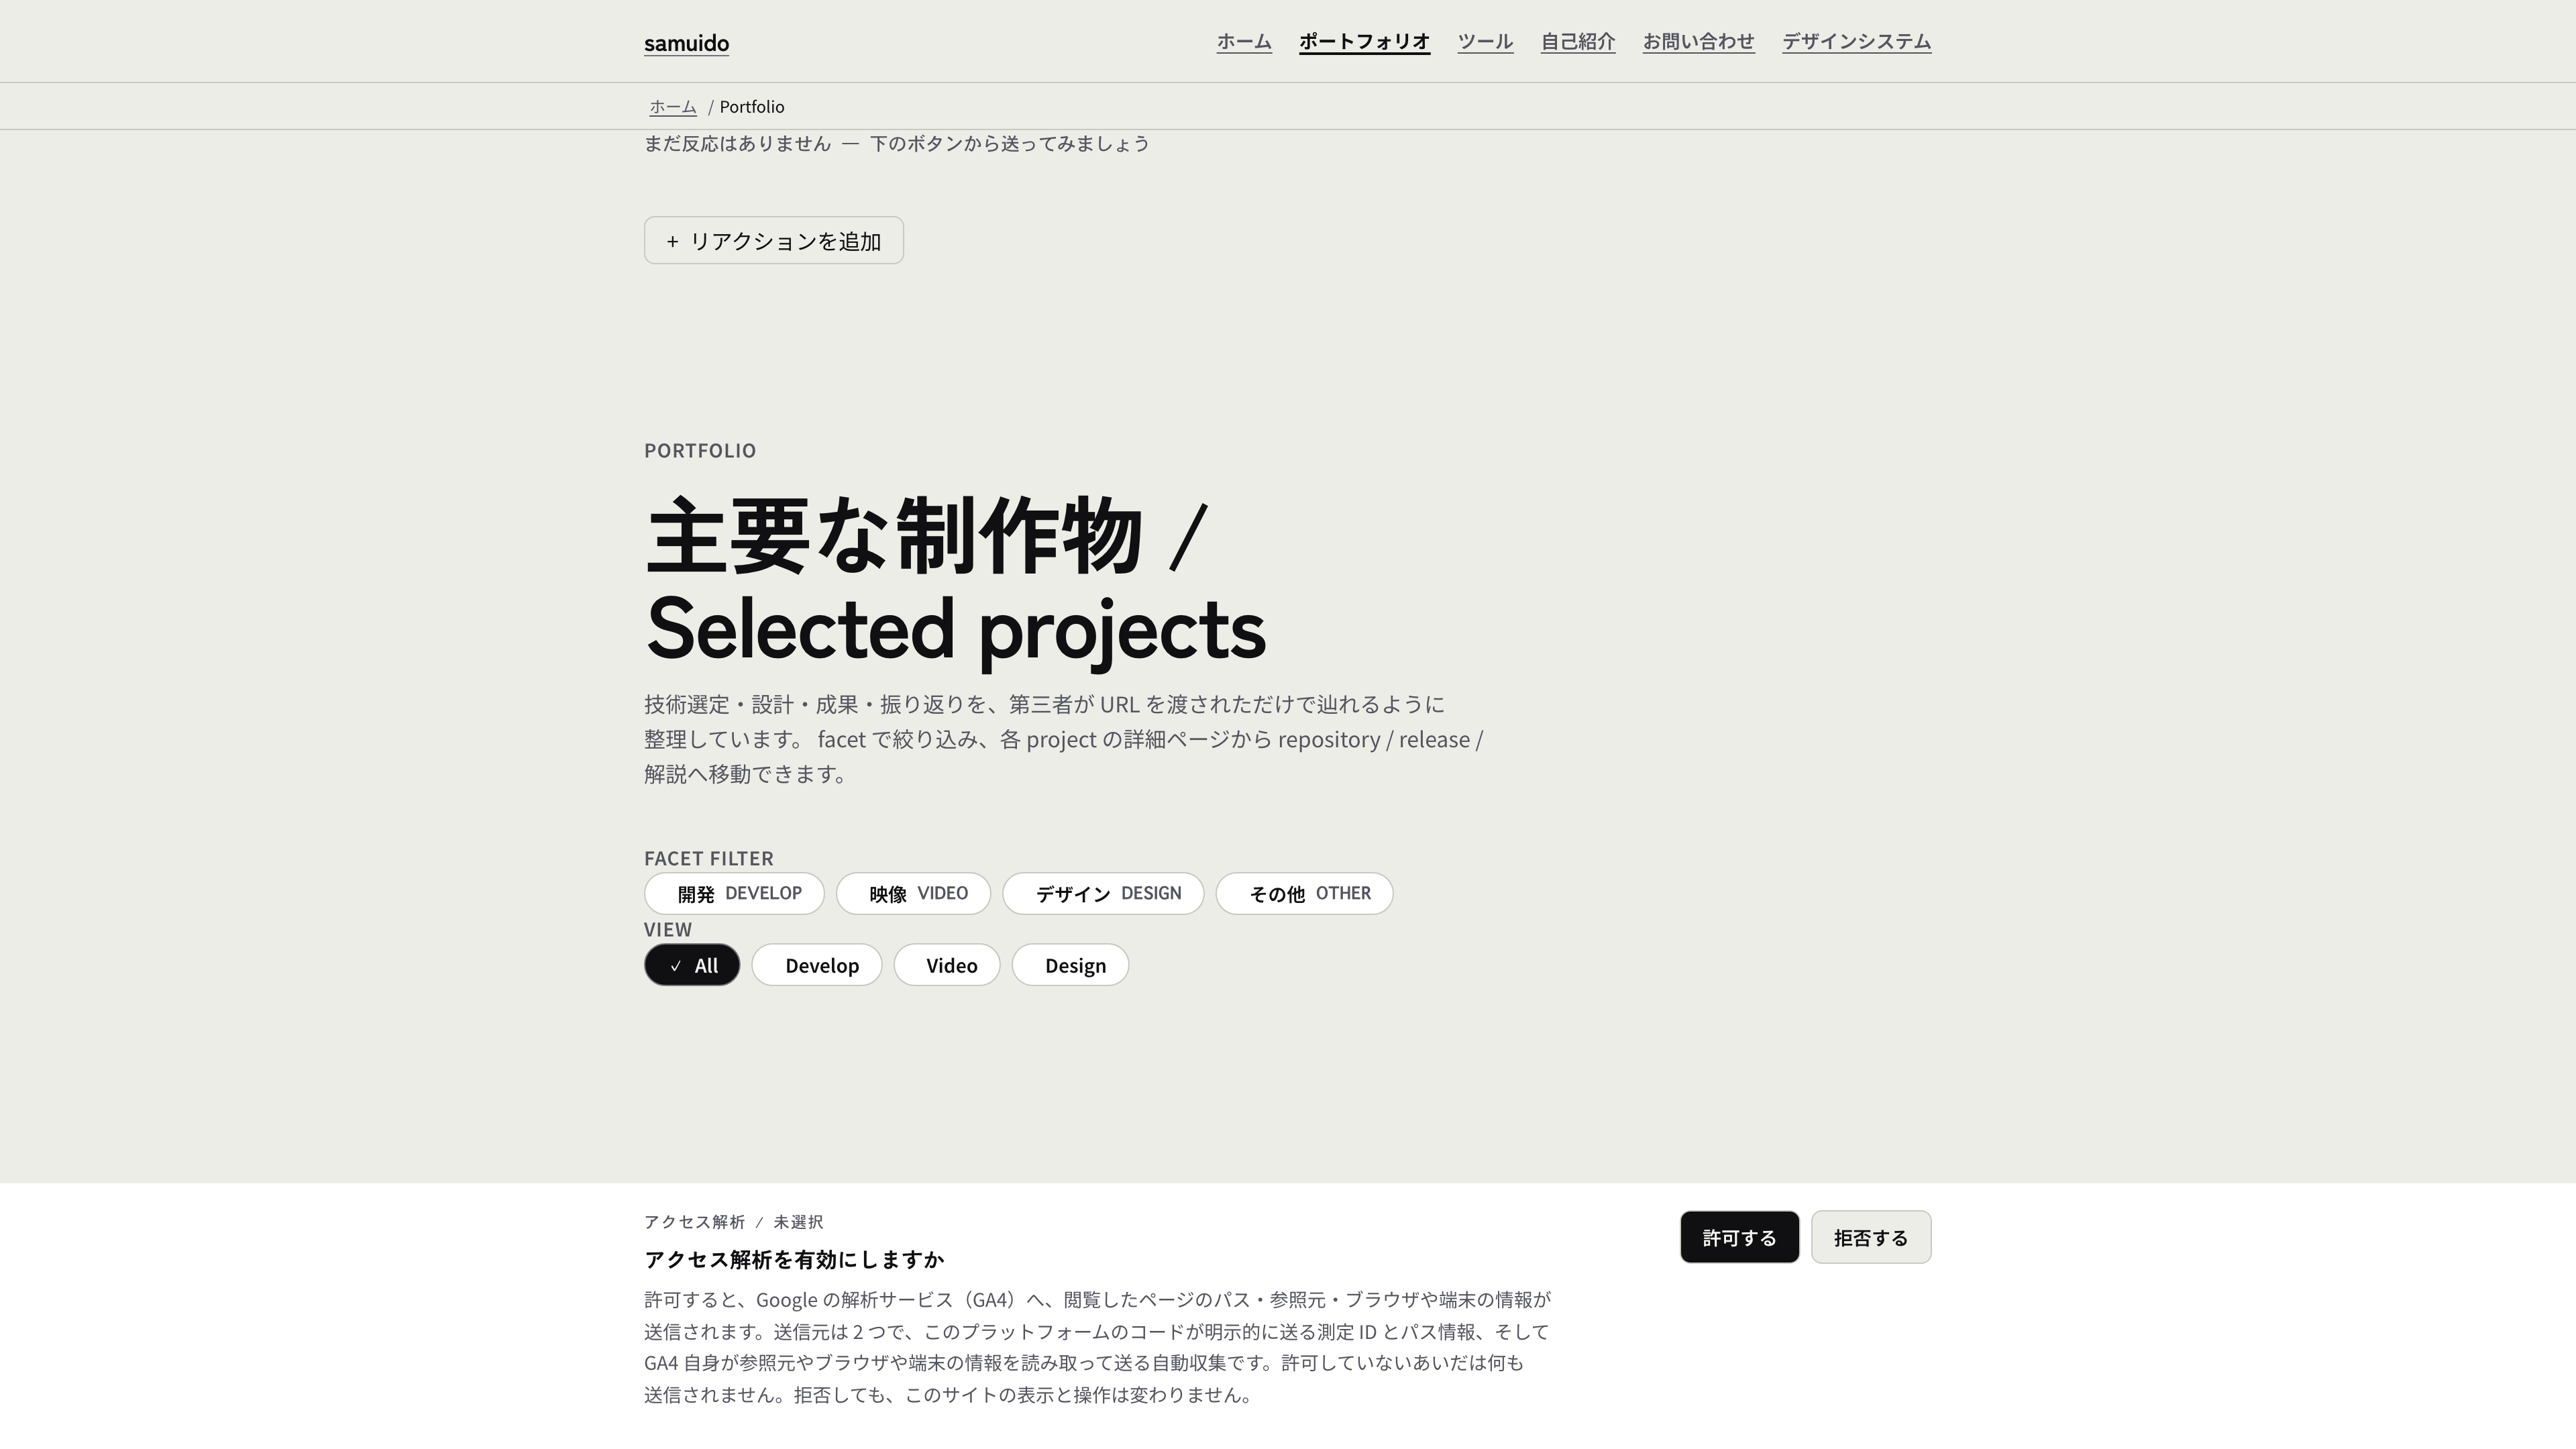 samuido
ホーム ポートフォリオ ツール 自己紹介 お問い合わせ デザインシステム
ホーム / Portfolio
まだ反応はありません — 下のボタンから送ってみましょう
+ リアクションを追加
PORTFOLIO
主要な制作物 /
Selected projects
技術選定・設計・成果・振り返りを、第三者が URL を渡されただけで辿れるように
整理しています。 facet で絞り込み、各 project の詳細ページから repository / release /
解説へ移動できます。
FACET FILTER
開発 DEVELOP 映像 VIDEO デザイン DESIGN その他 OTHER
VIEW
✓ All Develop Video Design
アクセス解析 / 未選択
アクセス解析を有効にしますか
許可する 拒否する
許可すると、Google の解析サービス（GA4）へ、閲覧したページのパス・参照元・ブラウザや端末の情報が
送信されます。送信元は 2 つで、このプラットフォームのコードが明示的に送る測定 ID とパス情報、そして
GA4 自身が参照元やブラウザや端末の情報を読み取って送る自動収集です。許可していないあいだは何も
送信されません。拒否しても、このサイトの表示と操作は変わりません。